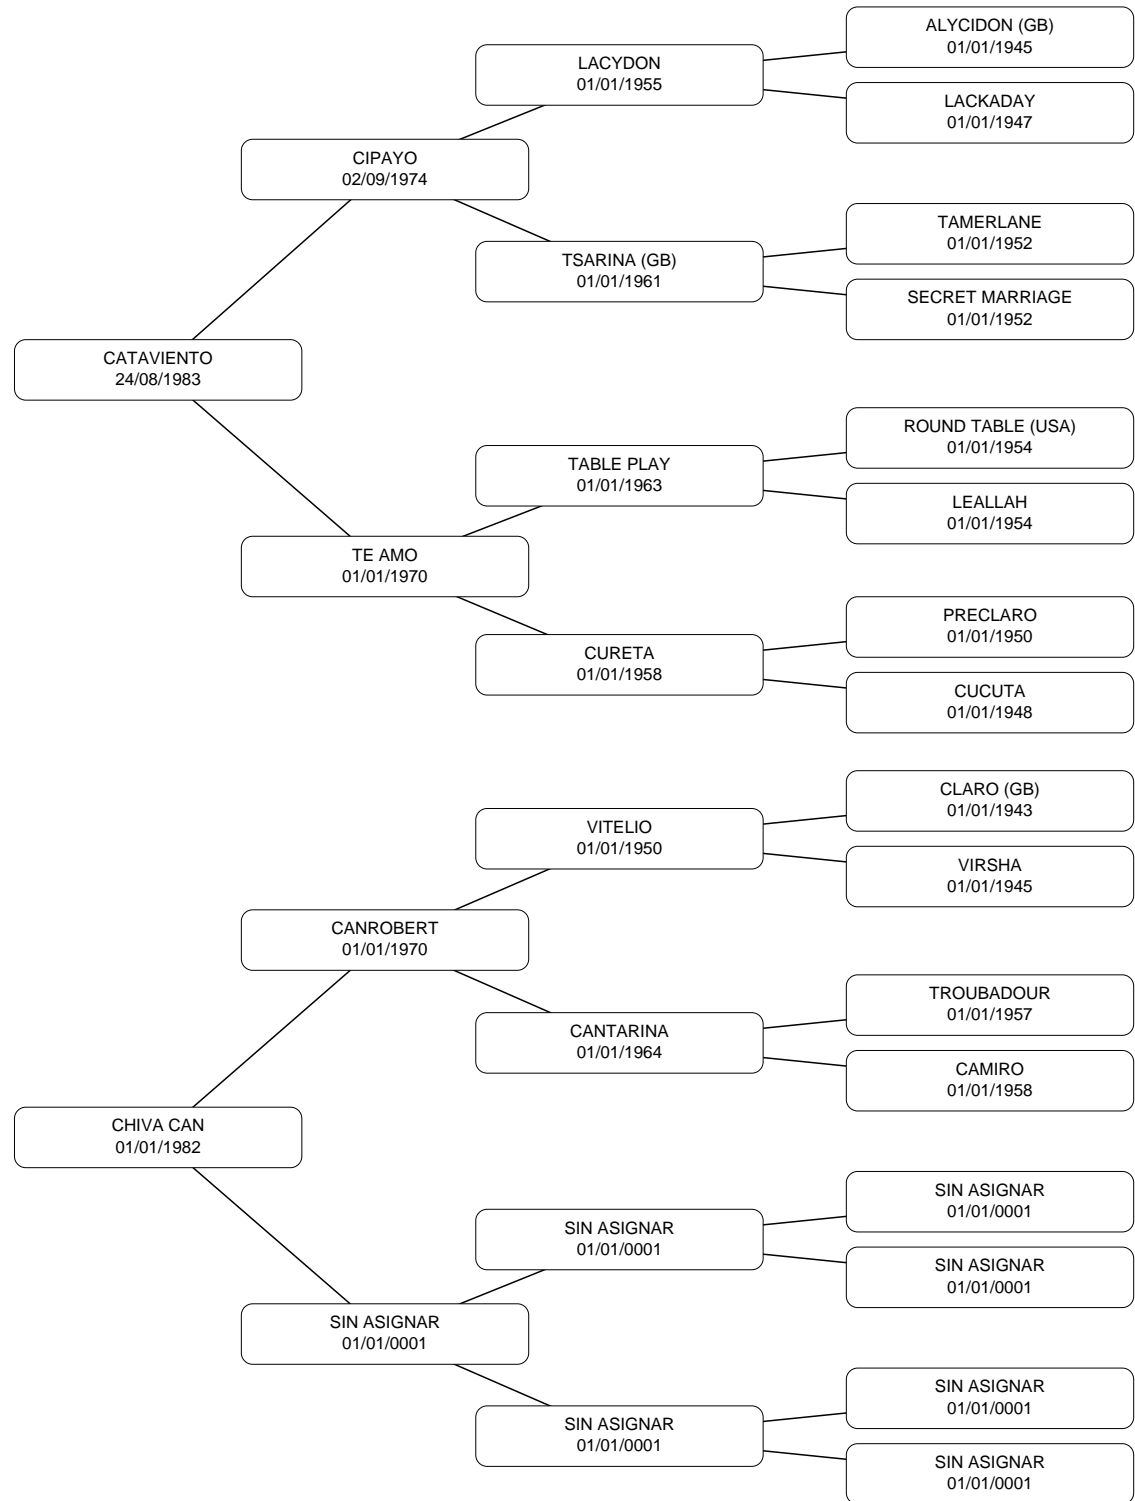 ALYCIDON (GB)
01/01/1945
LACYDON
01/01/1955
LACKADAY
01/01/1947
CIPAYO
02/09/1974
TAMERLANE
01/01/1952
TSARINA (GB)
01/01/1961
SECRET MARRIAGE
01/01/1952
CATAVIENTO
24/08/1983
ROUND TABLE (USA)
01/01/1954
TABLE PLAY
01/01/1963
LEALLAH
01/01/1954
TE AMO
01/01/1970
PRECLARO
01/01/1950
CURETA
01/01/1958
CUCUTA
01/01/1948
CLARO (GB)
01/01/1943
VITELIO
01/01/1950
VIRSHA
01/01/1945
CANROBERT
01/01/1970
TROUBADOUR
01/01/1957
CANTARINA
01/01/1964
CAMIRO
01/01/1958
CHIVA CAN
01/01/1982
SIN ASIGNAR
01/01/0001
SIN ASIGNAR
01/01/0001
SIN ASIGNAR
01/01/0001
SIN ASIGNAR
01/01/0001
SIN ASIGNAR
01/01/0001
SIN ASIGNAR
01/01/0001
SIN ASIGNAR
01/01/0001